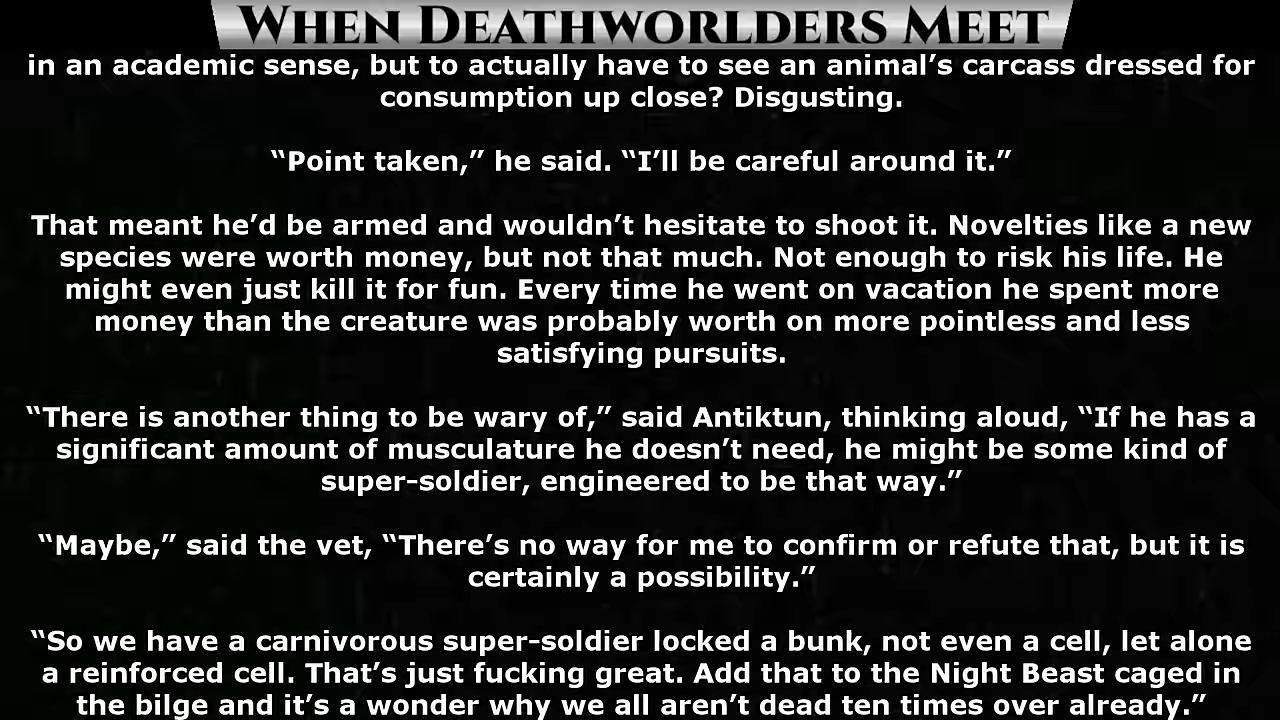 When Deathworlders Meet
in an academic sense, but to actually have to see an animal’s carcass dressed for
consumption up close? Disgusting.
“Point taken,” he said. “I’ll be careful around it.”
That meant he’d be armed and wouldn’t hesitate to shoot it. Novelties like a new
species were worth money, but not that much. Not enough to risk his life. He
might even just kill it for fun. Every time he went on vacation he spent more
money than the creature was probably worth on more pointless and less
satisfying pursuits.
“There is another thing to be wary of,” said Antiktun, thinking aloud, “If he has a
significant amount of musculature he doesn’t need, he might be some kind of
super-soldier, engineered to be that way.”
“Maybe,” said the vet, “There’s no way for me to confirm or refute that, but it is
certainly a possibility.”
“So we have a carnivorous super-soldier locked a bunk, not even a cell, let alone
a reinforced cell. That’s just fucking great. Add that to the Night Beast caged in
the bilge and it’s a wonder why we all aren’t dead ten times over already.”